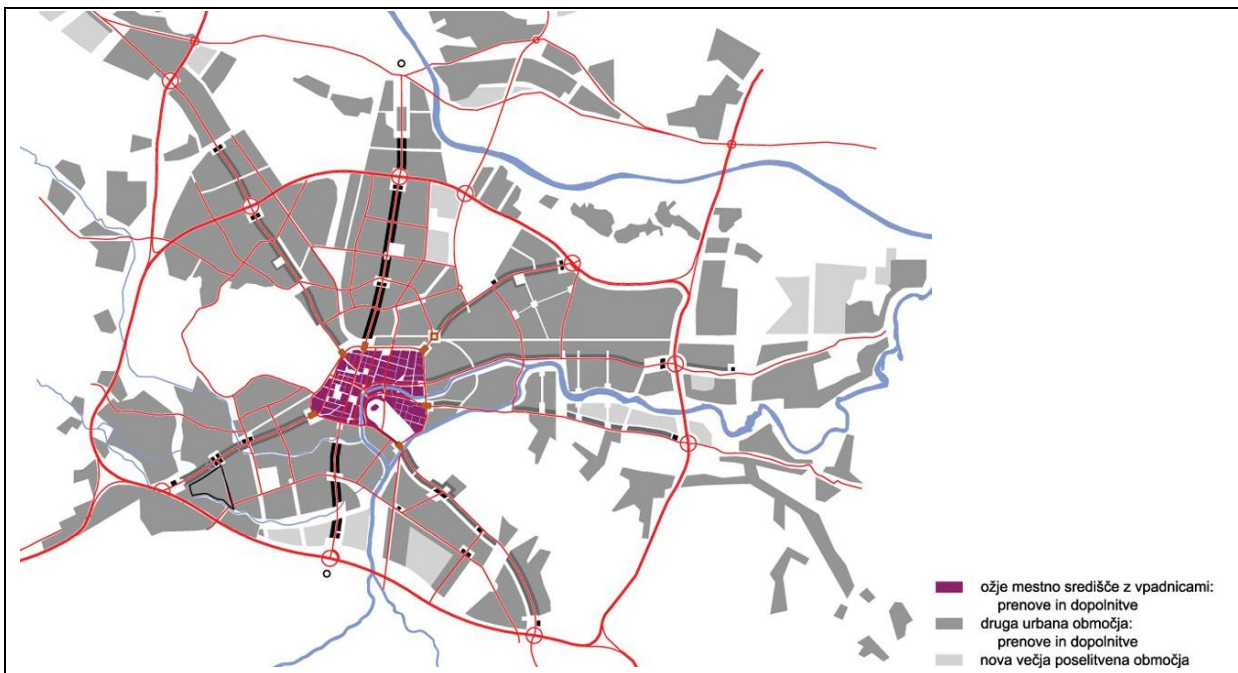 ožje mestno središče z vpadnicami:
prenove in dopolnitve
druga urbana območja:
prenove in dopolnitve
nova večja poselitvena območja